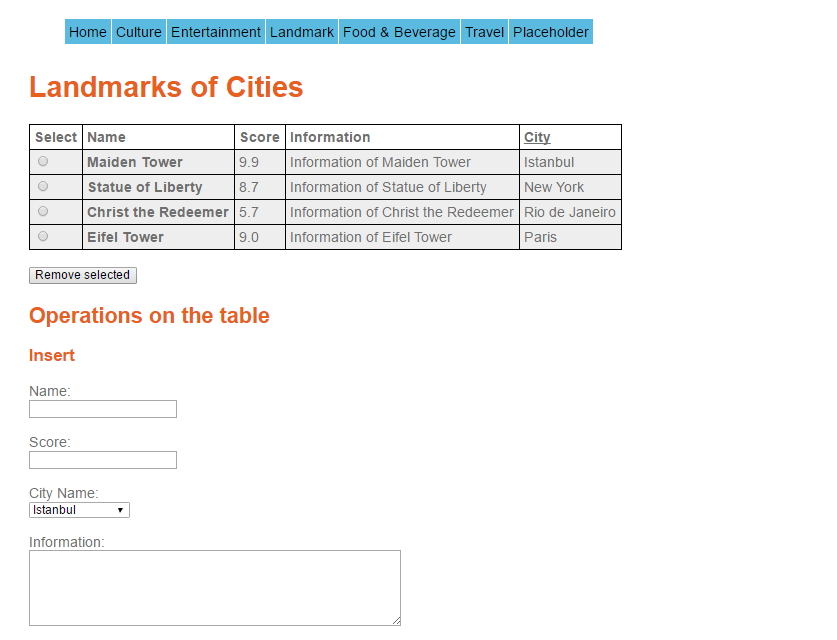 Home Culture Entertainment Landmark Food & Beverage Travel Placeholder
Landmarks of Cities
Select Name Score Information City
Maiden Tower 9.9 Information of Maiden Tower Istanbul
Statue of Liberty 8.7 Information of Statue of Liberty New York
Christ the Redeemer 5.7 Information of Christ the Redeemer Rio de Janeiro
Eifel Tower 9.0 Information of Eifel Tower Paris
Remove selected
Operations on the table
Insert
Name:
Score:
City Name:
Istanbul
Information: